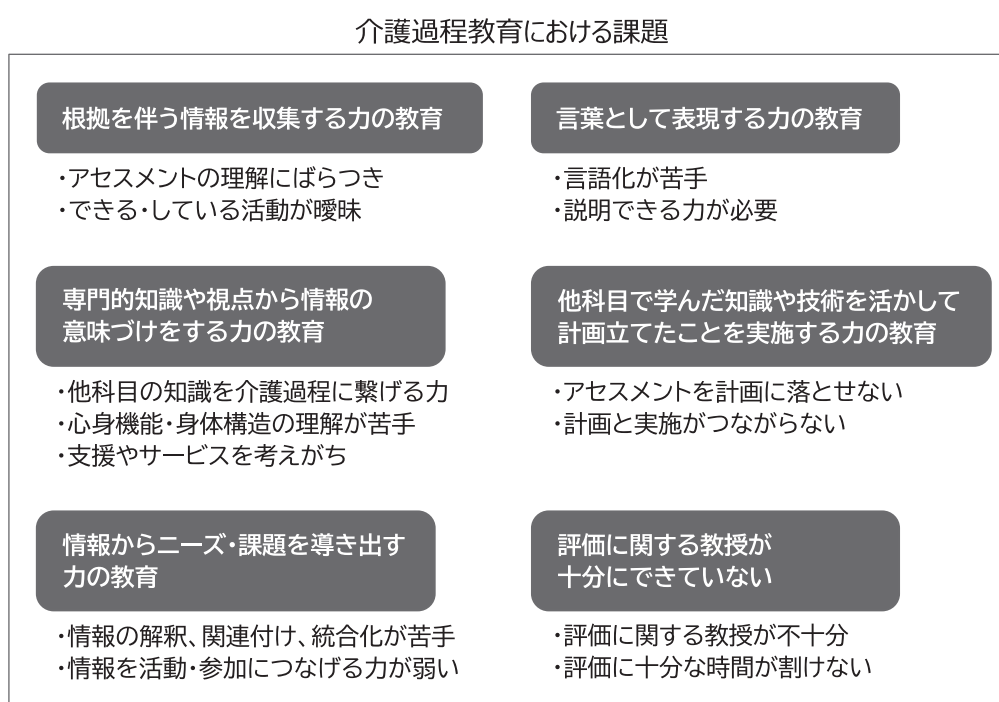 介護過程教育における課題
根拠を伴う情報を収集する力の教育
・アセスメントの理解にばらつき
・できる・している活動が曖昧
専門的知識や視点から情報の
意味づけをする力の教育
・他科目の知識を介護過程に繋げる力
・心身機能・身体構造の理解が苦手
・支援やサービスを考えがち
情報からニーズ・課題を導き出す
力の教育
・情報の解釈、関連付け、統合化が苦手
・情報を活動・参加につなげる力が弱い
言葉として表現する力の教育
・言語化が苦手
・説明できる力が必要
他科目で学んだ知識や技術を活かして
計画立てたことを実施する力の教育
・アセスメントを計画に落とせない
・計画と実施がつながらない
評価に関する教授が
十分にできていない
・評価に関する教授が不十分
・評価に十分な時間が割けない